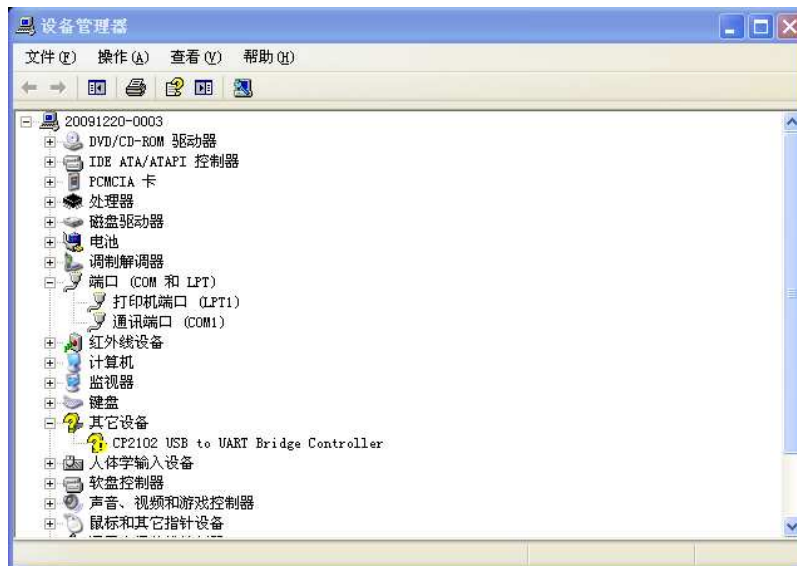 设备管理器
文件(F) 操作(A) 查看(V) 帮助(H)
20091220-0003
DVD/CD-ROM 驱动器
IDE ATA/ATAPI 控制器
PCMCIA 卡
处理器
磁盘驱动器
电池
调制解调器
端口 (COM 和 LPT)
打印机端口 (LPT1)
通讯端口 (COM1)
红外线设备
计算机
监视器
键盘
其它设备
CP2102 USB to UART Bridge Controller
人体学输入设备
软盘控制器
声音、视频和游戏控制器
鼠标和其它指针设备